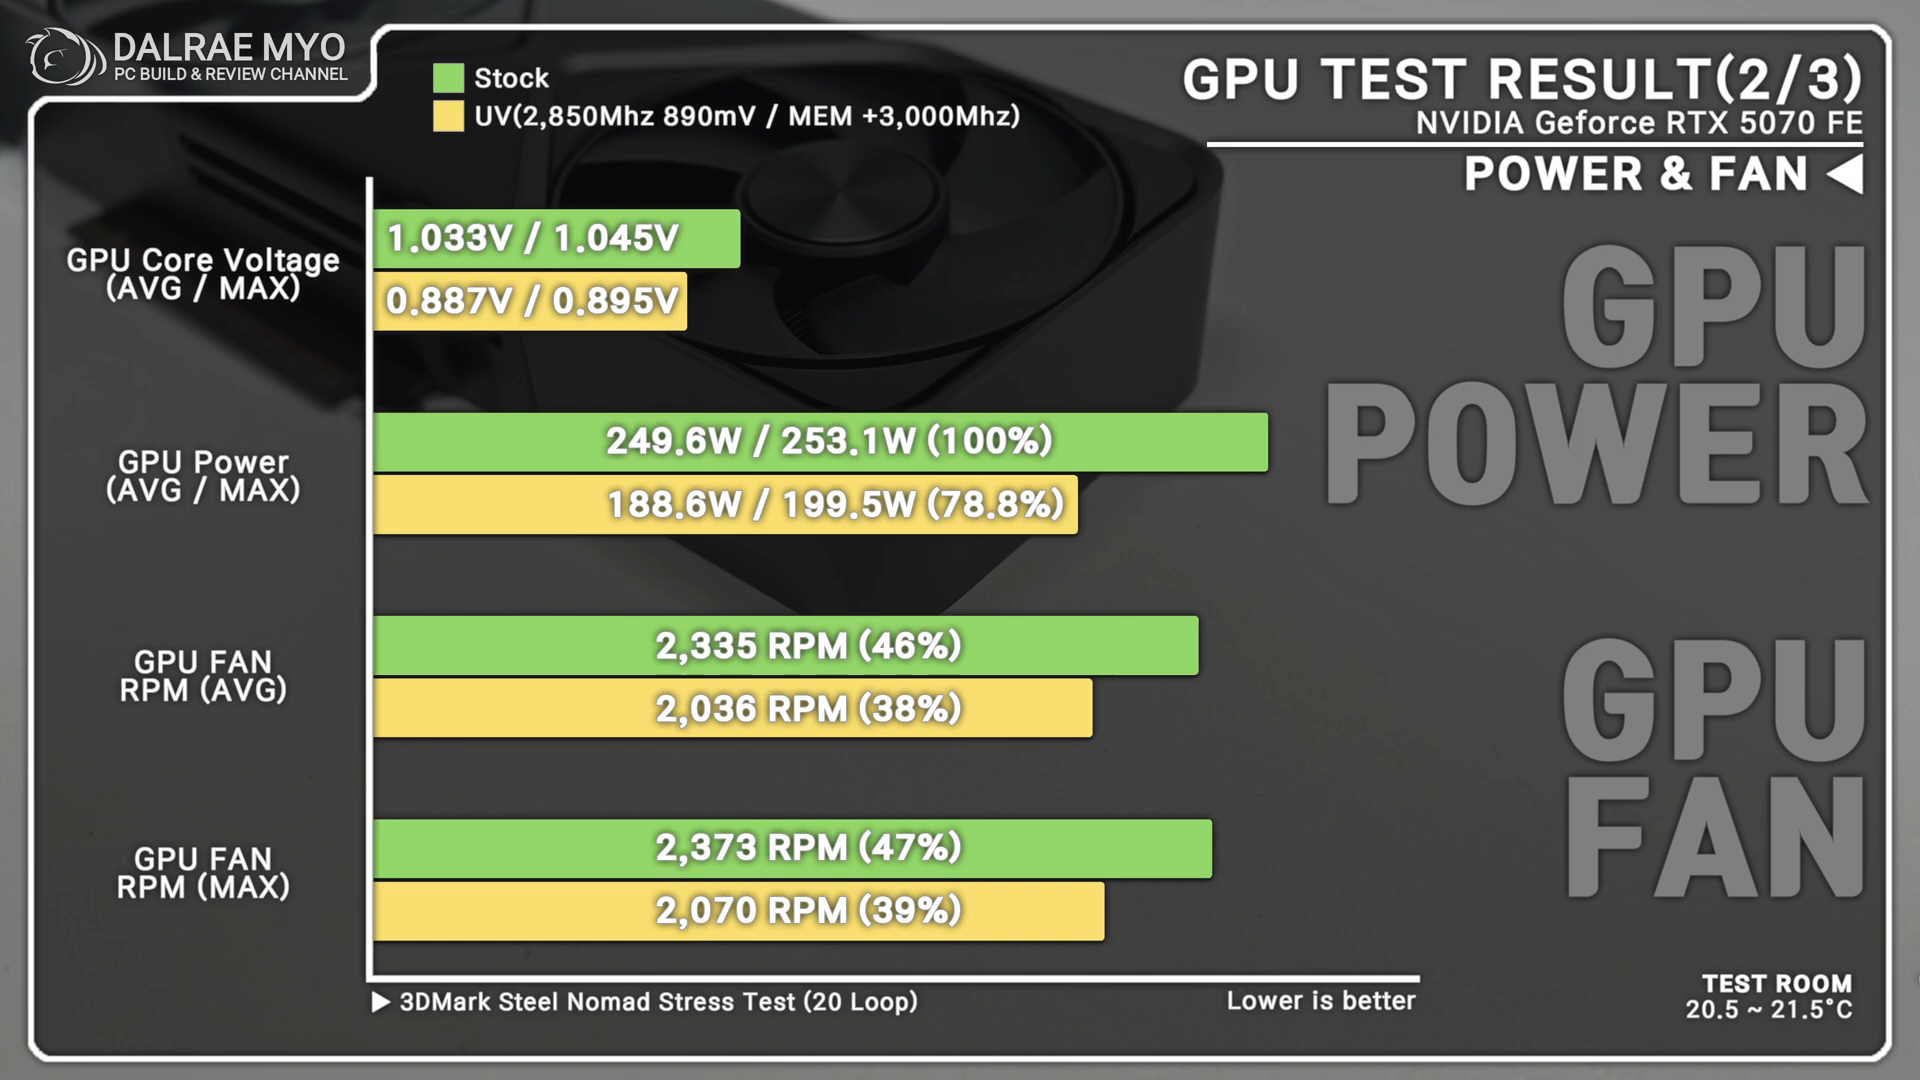 DALRAE MYO
PC BUILD & REVIEW CHANNEL
Stock
UV(2,850Mhz 890mV / MEM +3,000Mhz)
GPU TEST RESULT(2/3)
NVIDIA Geforce RTX 5070 FE
POWER & FAN
GPU Core Voltage
(AVG / MAX)
1.033V / 1.045V
0.887V / 0.895V
GPU
POWER
GPU Power
(AVG / MAX)
249.6W / 253.1W (100%)
188.6W / 199.5W (78.8%)
GPU FAN
RPM (AVG)
2,335 RPM (46%)
2,036 RPM (38%)
GPU
FAN
GPU FAN
RPM (MAX)
2,373 RPM (47%)
2,070 RPM (39%)
3DMark Steel Nomad Stress Test (20 Loop)
Lower is better
TEST ROOM
20.5 ~ 21.5°C